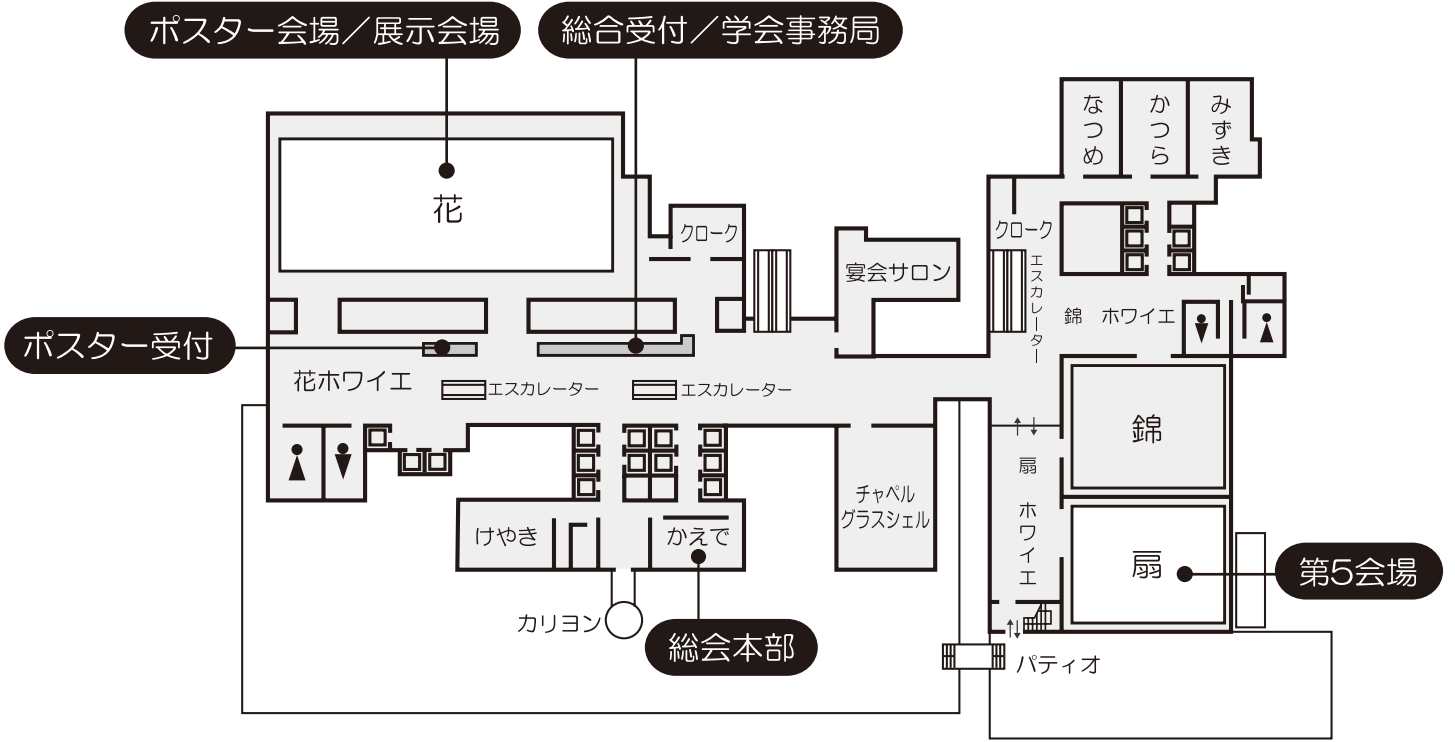 ポスター会場／展示会場
総合受付／学会事務局
なつめ
かつら
みずき
花
クローク
クローク
宴会サロン
エスカレーター
錦 ホワイエ
ポスター受付
花ホワイエ
エスカレーター
エスカレーター
錦
扇 ホワイエ
チャペル
グラスシェル
けやき
かえで
扇
第5会場
カリヨン
総会本部
パティオ